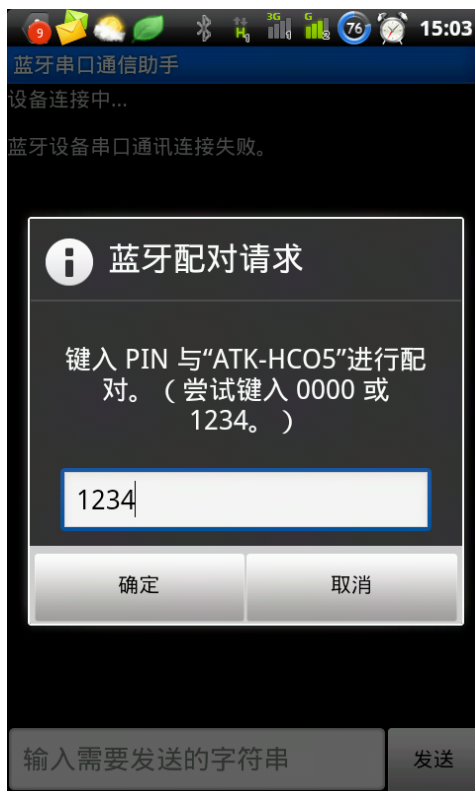 9
3G
G
76
15:03
蓝牙串口通信助手
设备连接中...
蓝牙设备串口通讯连接失败。
蓝牙配对请求
键入 PIN 与“ATK-HC05”进行配
对。（尝试键入 0000 或
1234。）
1234
确定
取消
输入需要发送的字符串
发送